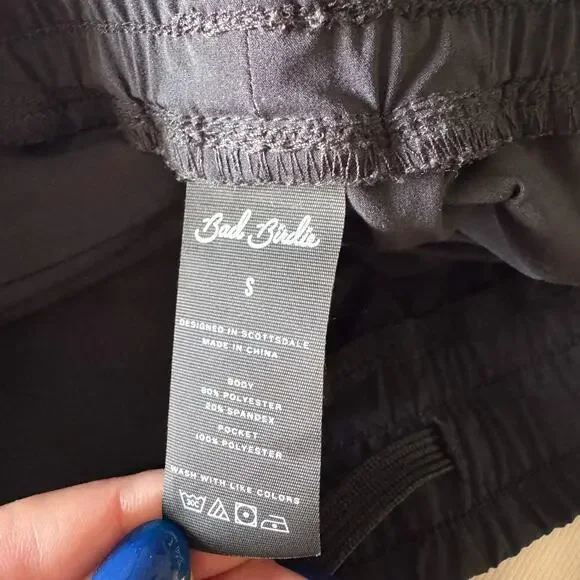 Bad Birdie
S
DESIGNED IN SCOTTSDALE
MADE IN CHINA
BODY
80% POLYESTER
20% SPANDEX
POCKET
100% POLYESTER
WASH WITH LIKE COLORS